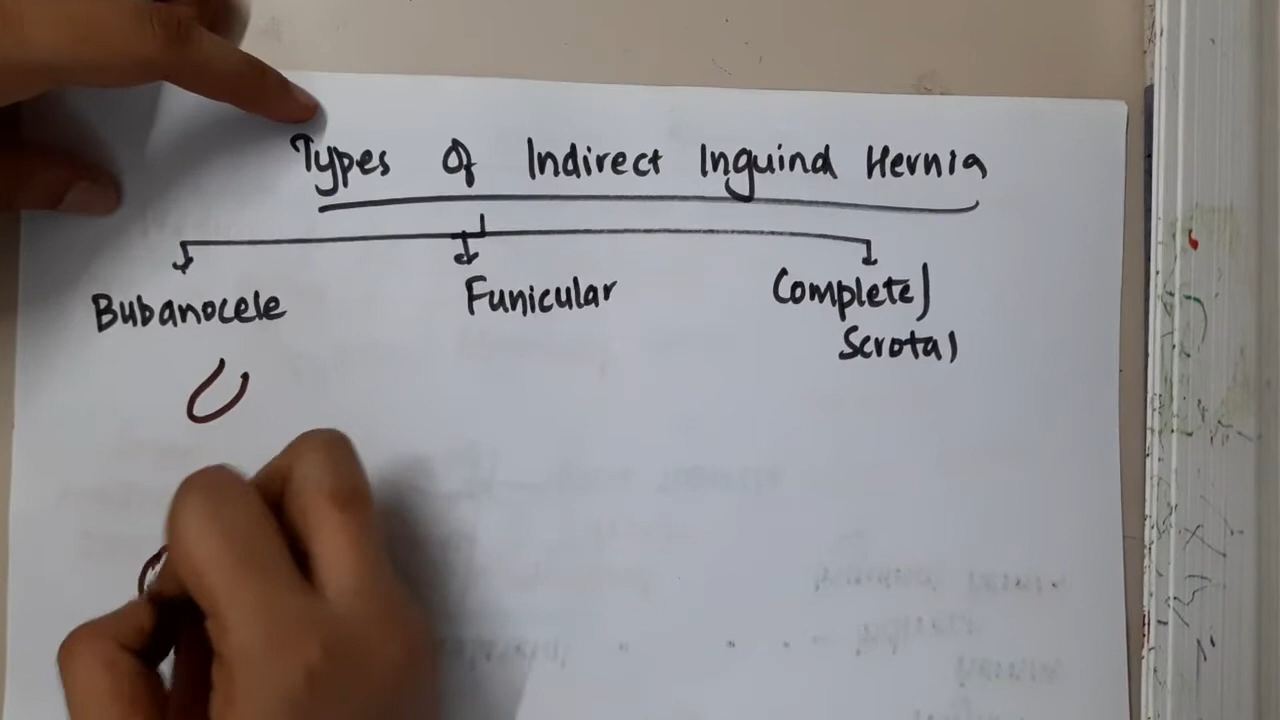 Types Of Indirect Inguinal Hernia
Bubanocele Funicular Complete/
Scrotal